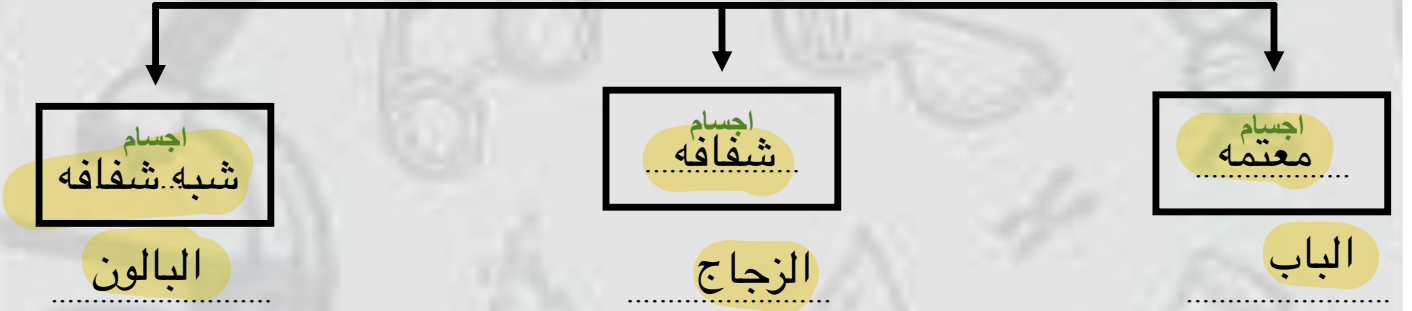 اجسام
معتمه
الباب
اجسام
شفافه
الزجاج
اجسام
شبه شفافه
البالون